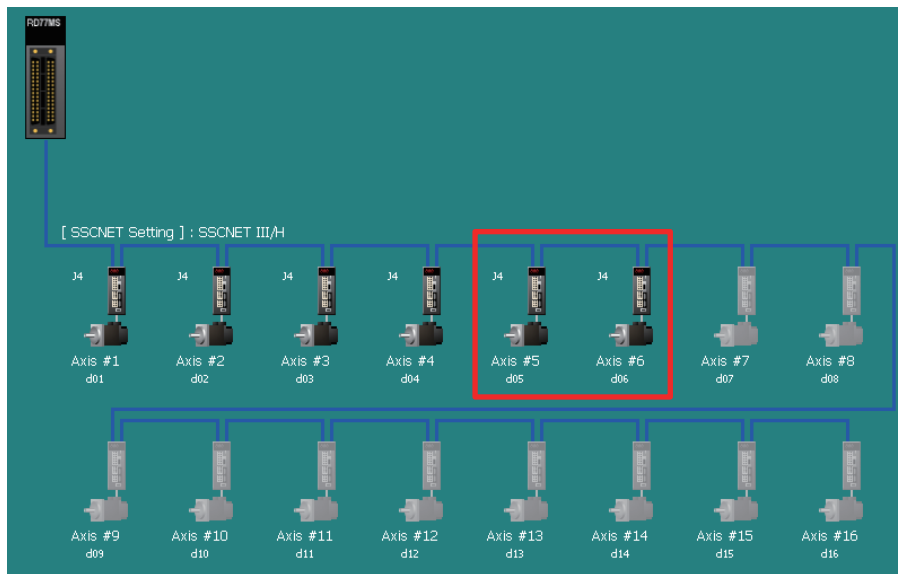 RD77MS
[ SSCNET Setting ] : SSCNET III/H
J4 J4 J4 J4 J4 J4
Axis #1 Axis #2 Axis #3 Axis #4 Axis #5 Axis #6 Axis #7 Axis #8
d01 d02 d03 d04 d05 d06 d07 d08
Axis #9 Axis #10 Axis #11 Axis #12 Axis #13 Axis #14 Axis #15 Axis #16
d09 d10 d11 d12 d13 d14 d15 d16